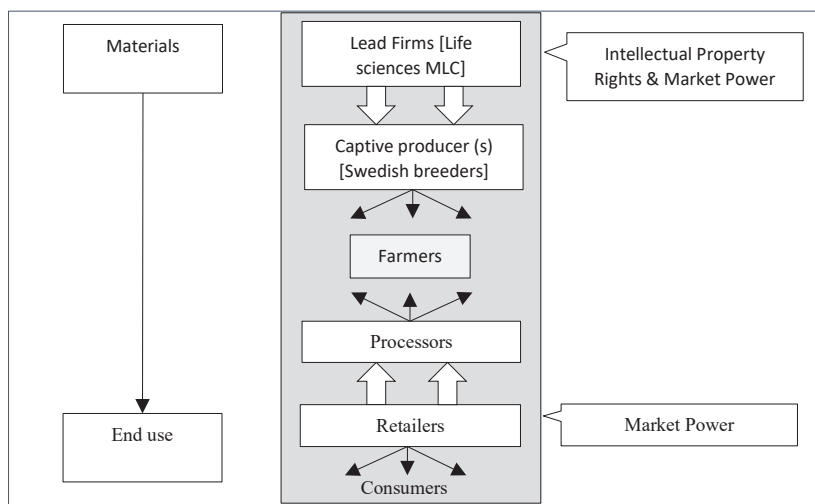 Materials
Lead Firms [Life
sciences MLC]
Intellectual Property
Rights & Market Power
Captive producer (s)
[Swedish breeders]
Farmers
Processors
End use
Retailers
Market Power
Consumers